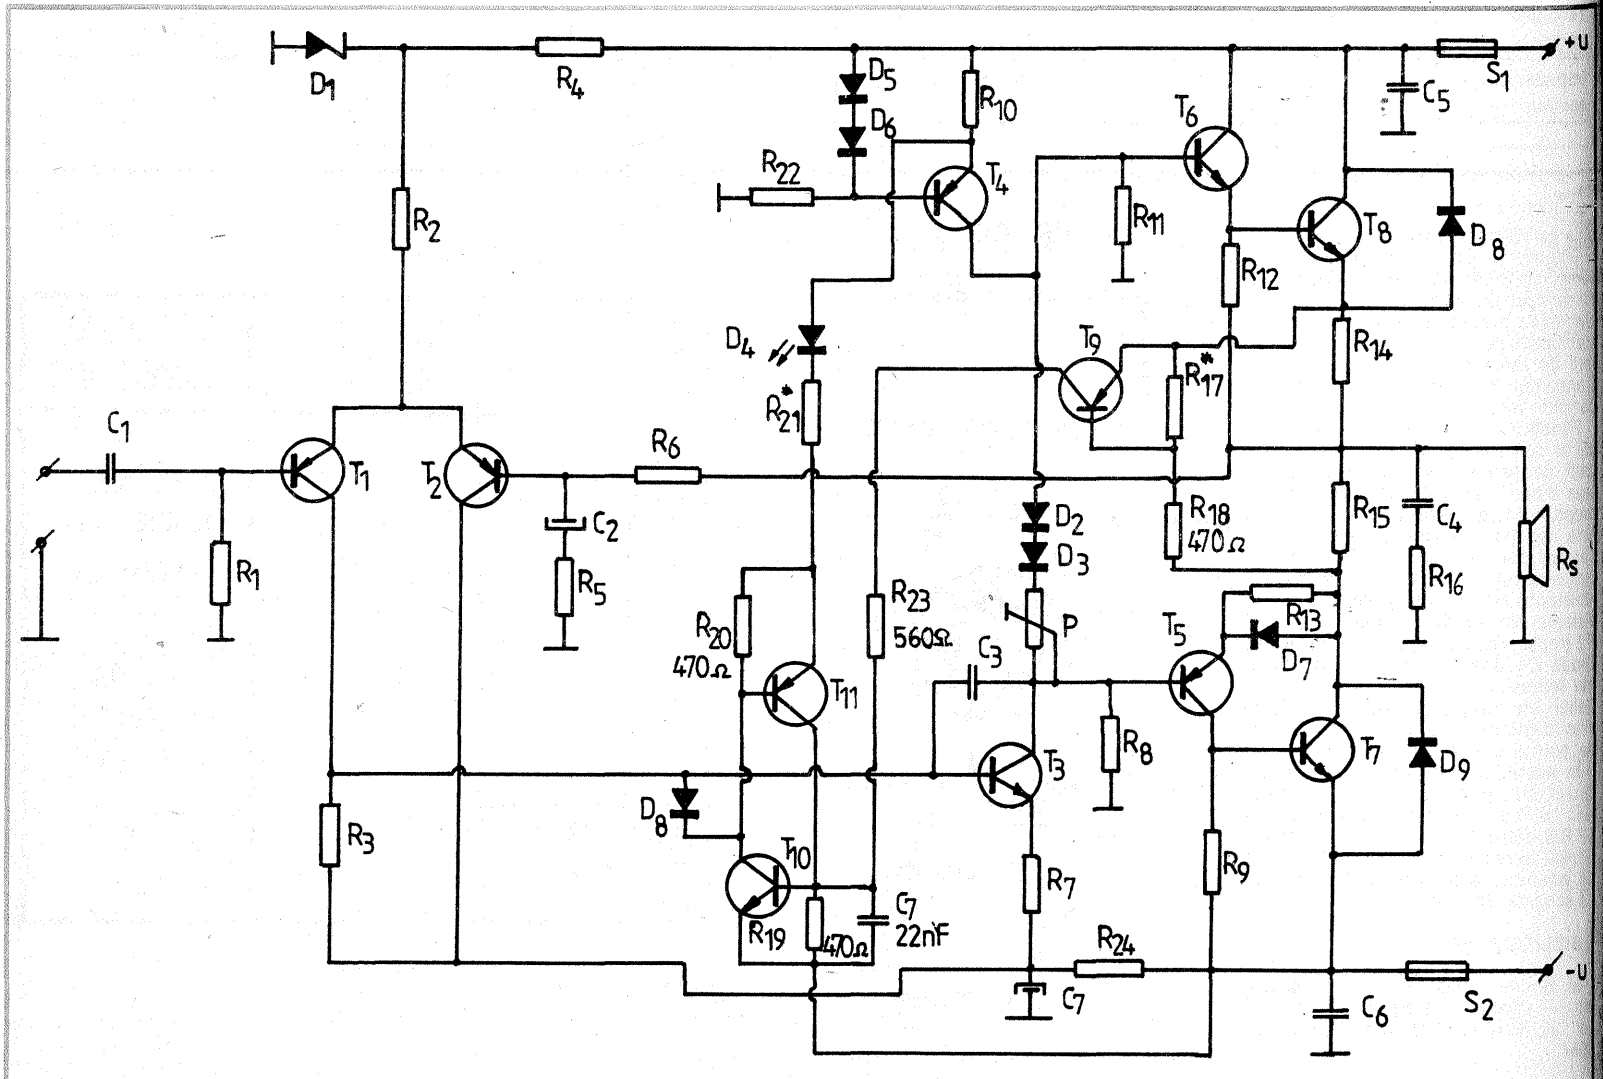 +U
D1
R4
D5
R10
S1
C5
D6
T6
R22
T4
R11
T8
D8
R2
R12
D4
T9
R14
R*17
R*21
C1
R6
T1
T2
C2
D2
R18
470Ω
R15
C4
D3
Rs
R1
R5
R16
R23
560Ω
R20
470Ω
P
T5
R13
C3
D7
T11
R8
T7
D9
T3
D8
R3
T10
R7
R9
R19
470Ω
C7
22nF
R24
-U
C7
C6
S2